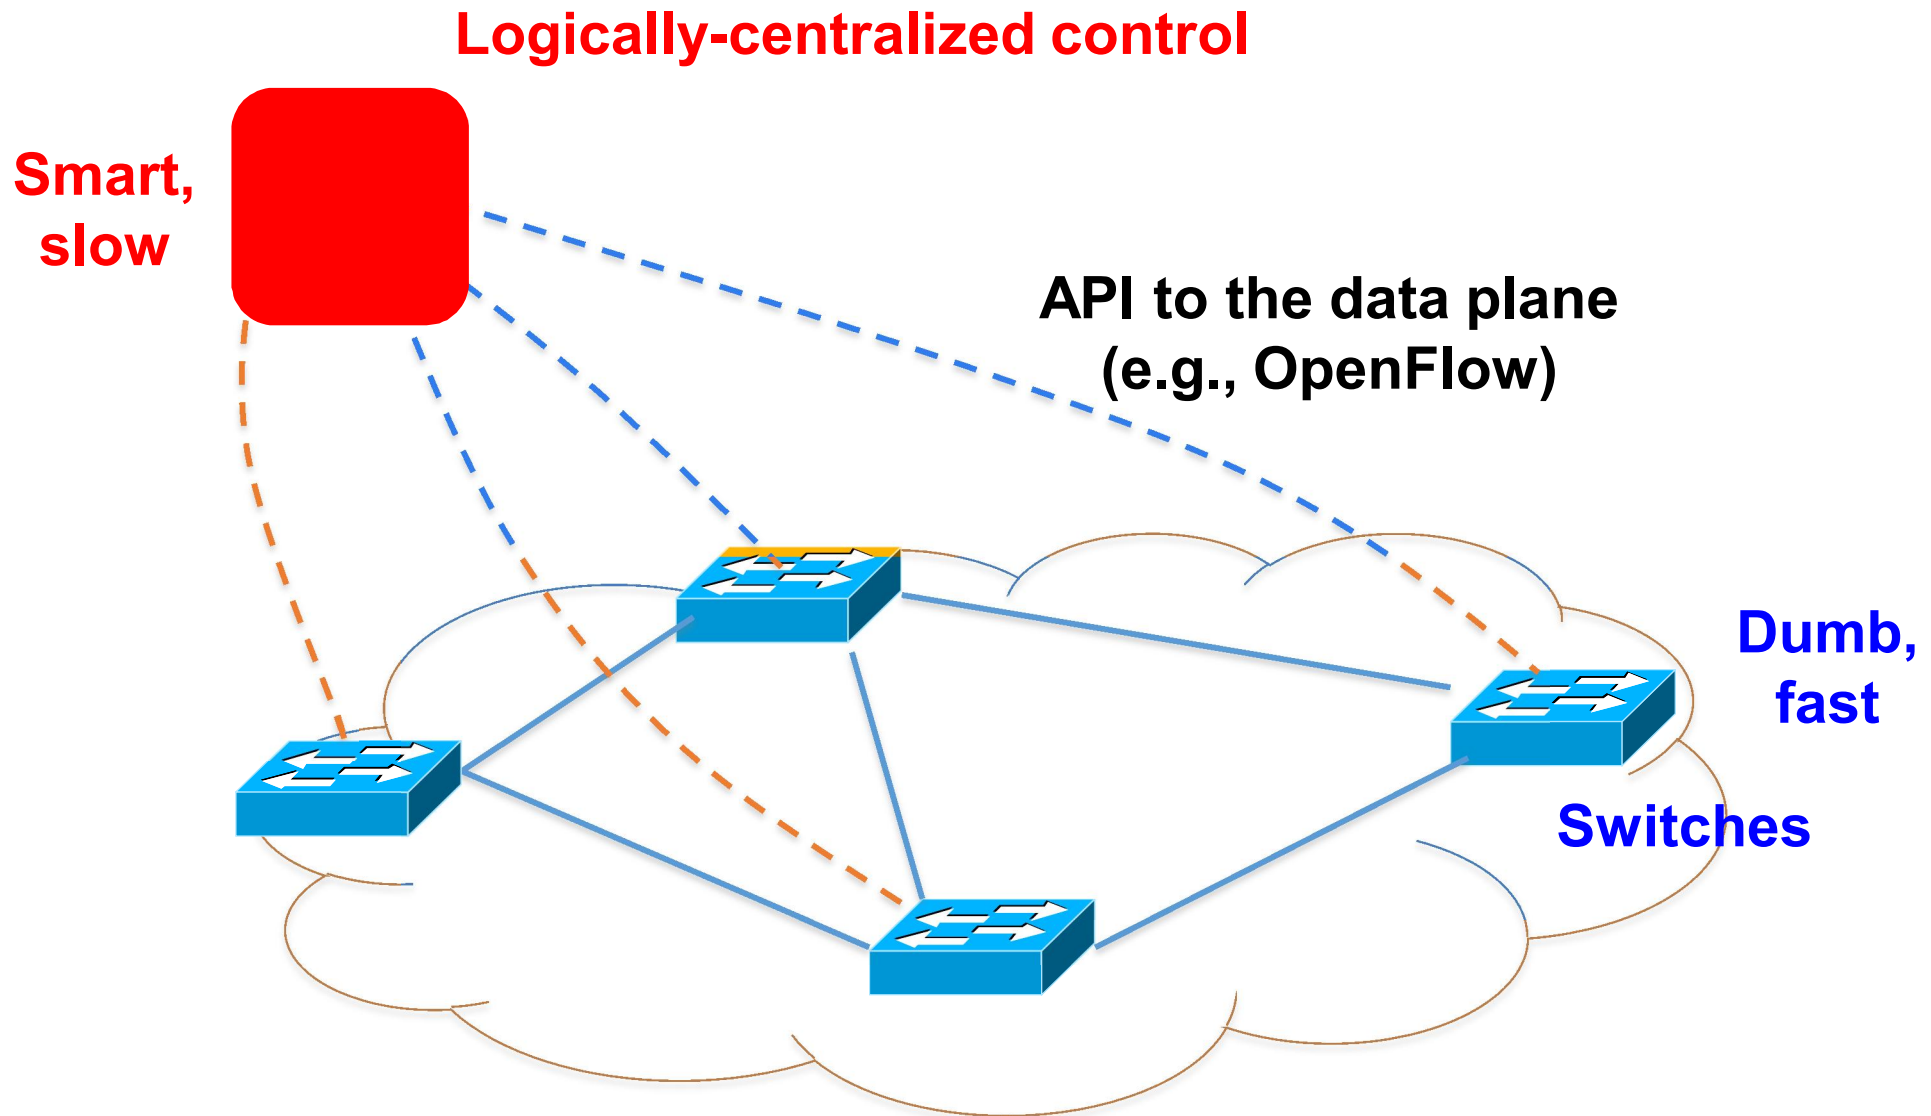 Logically-centralized control
Smart,
slow
API to the data plane
(e.g., OpenFlow)
Dumb,
fast
Switches